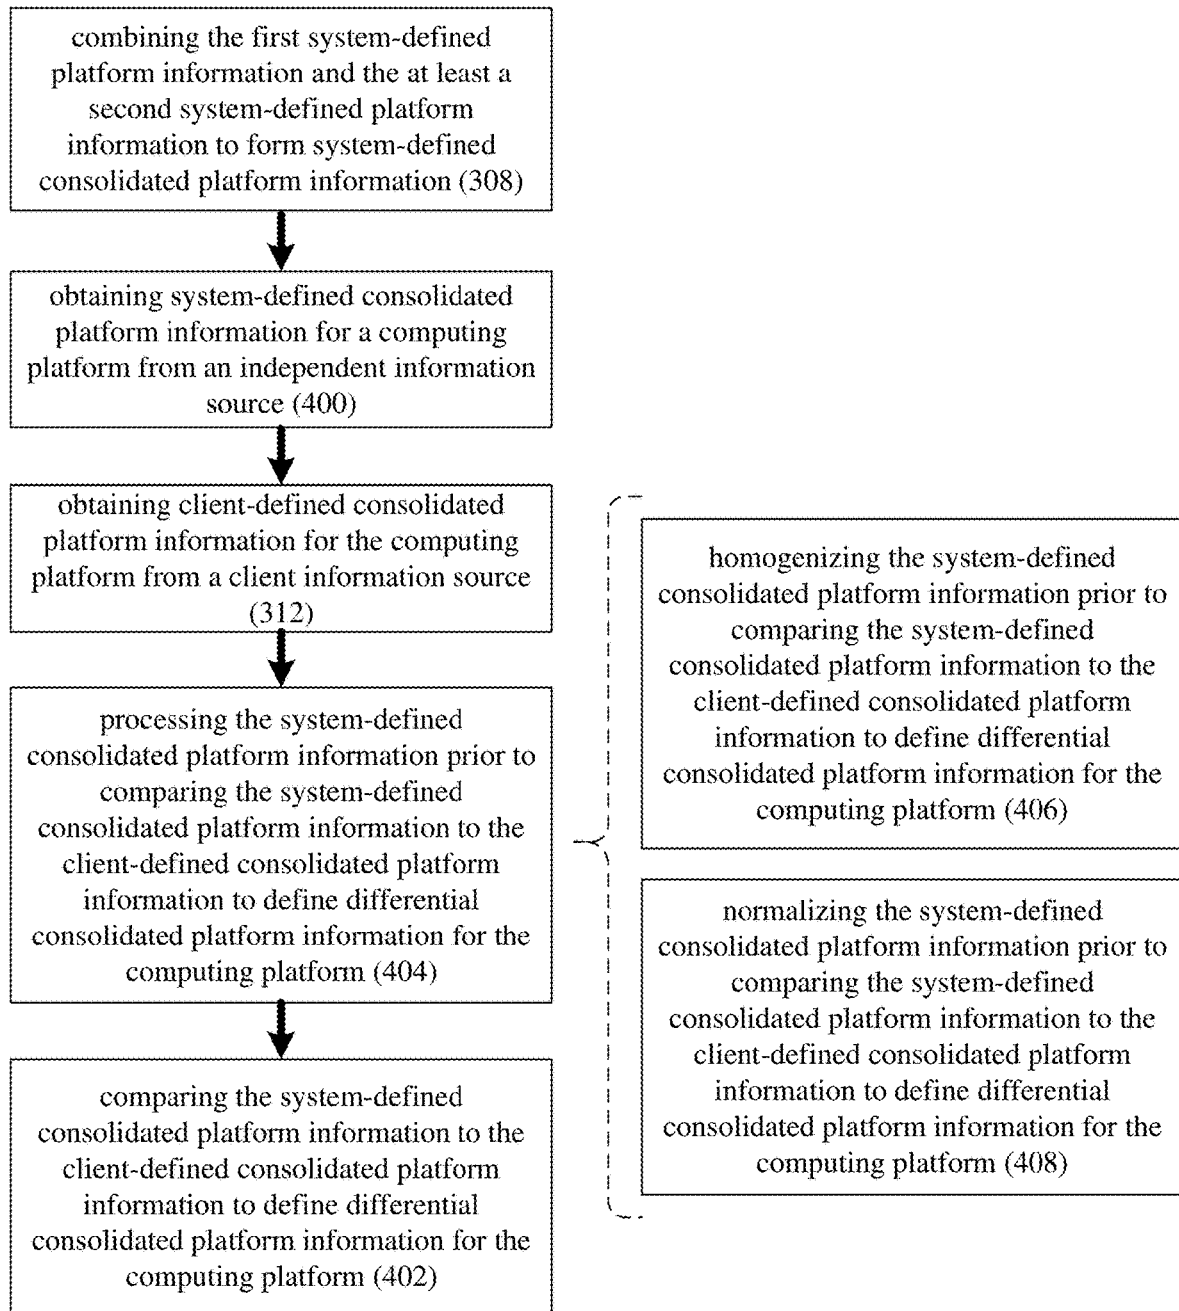 combining the first system-defined
platform information and the at least a
second system-defined platform
information to form system-defined
consolidated platform information (308)
obtaining system-defined consolidated
platform information for a computing
platform from an independent information
source (400)
obtaining client-defined consolidated
platform information for the computing
platform from a client information source
(312)
processing the system-defined
consolidated platform information prior to
comparing the system-defined
consolidated platform information to the
client-defined consolidated platform
information to define differential
consolidated platform information for the
computing platform (404)
comparing the system-defined
consolidated platform information to the
client-defined consolidated platform
information to define differential
consolidated platform information for the
computing platform (402)
homogenizing the system-defined
consolidated platform information prior to
comparing the system-defined
consolidated platform information to the
client-defined consolidated platform
information to define differential
consolidated platform information for the
computing platform (406)
normalizing the system-defined
consolidated platform information prior to
comparing the system-defined
consolidated platform information to the
client-defined consolidated platform
information to define differential
consolidated platform information for the
computing platform (408)